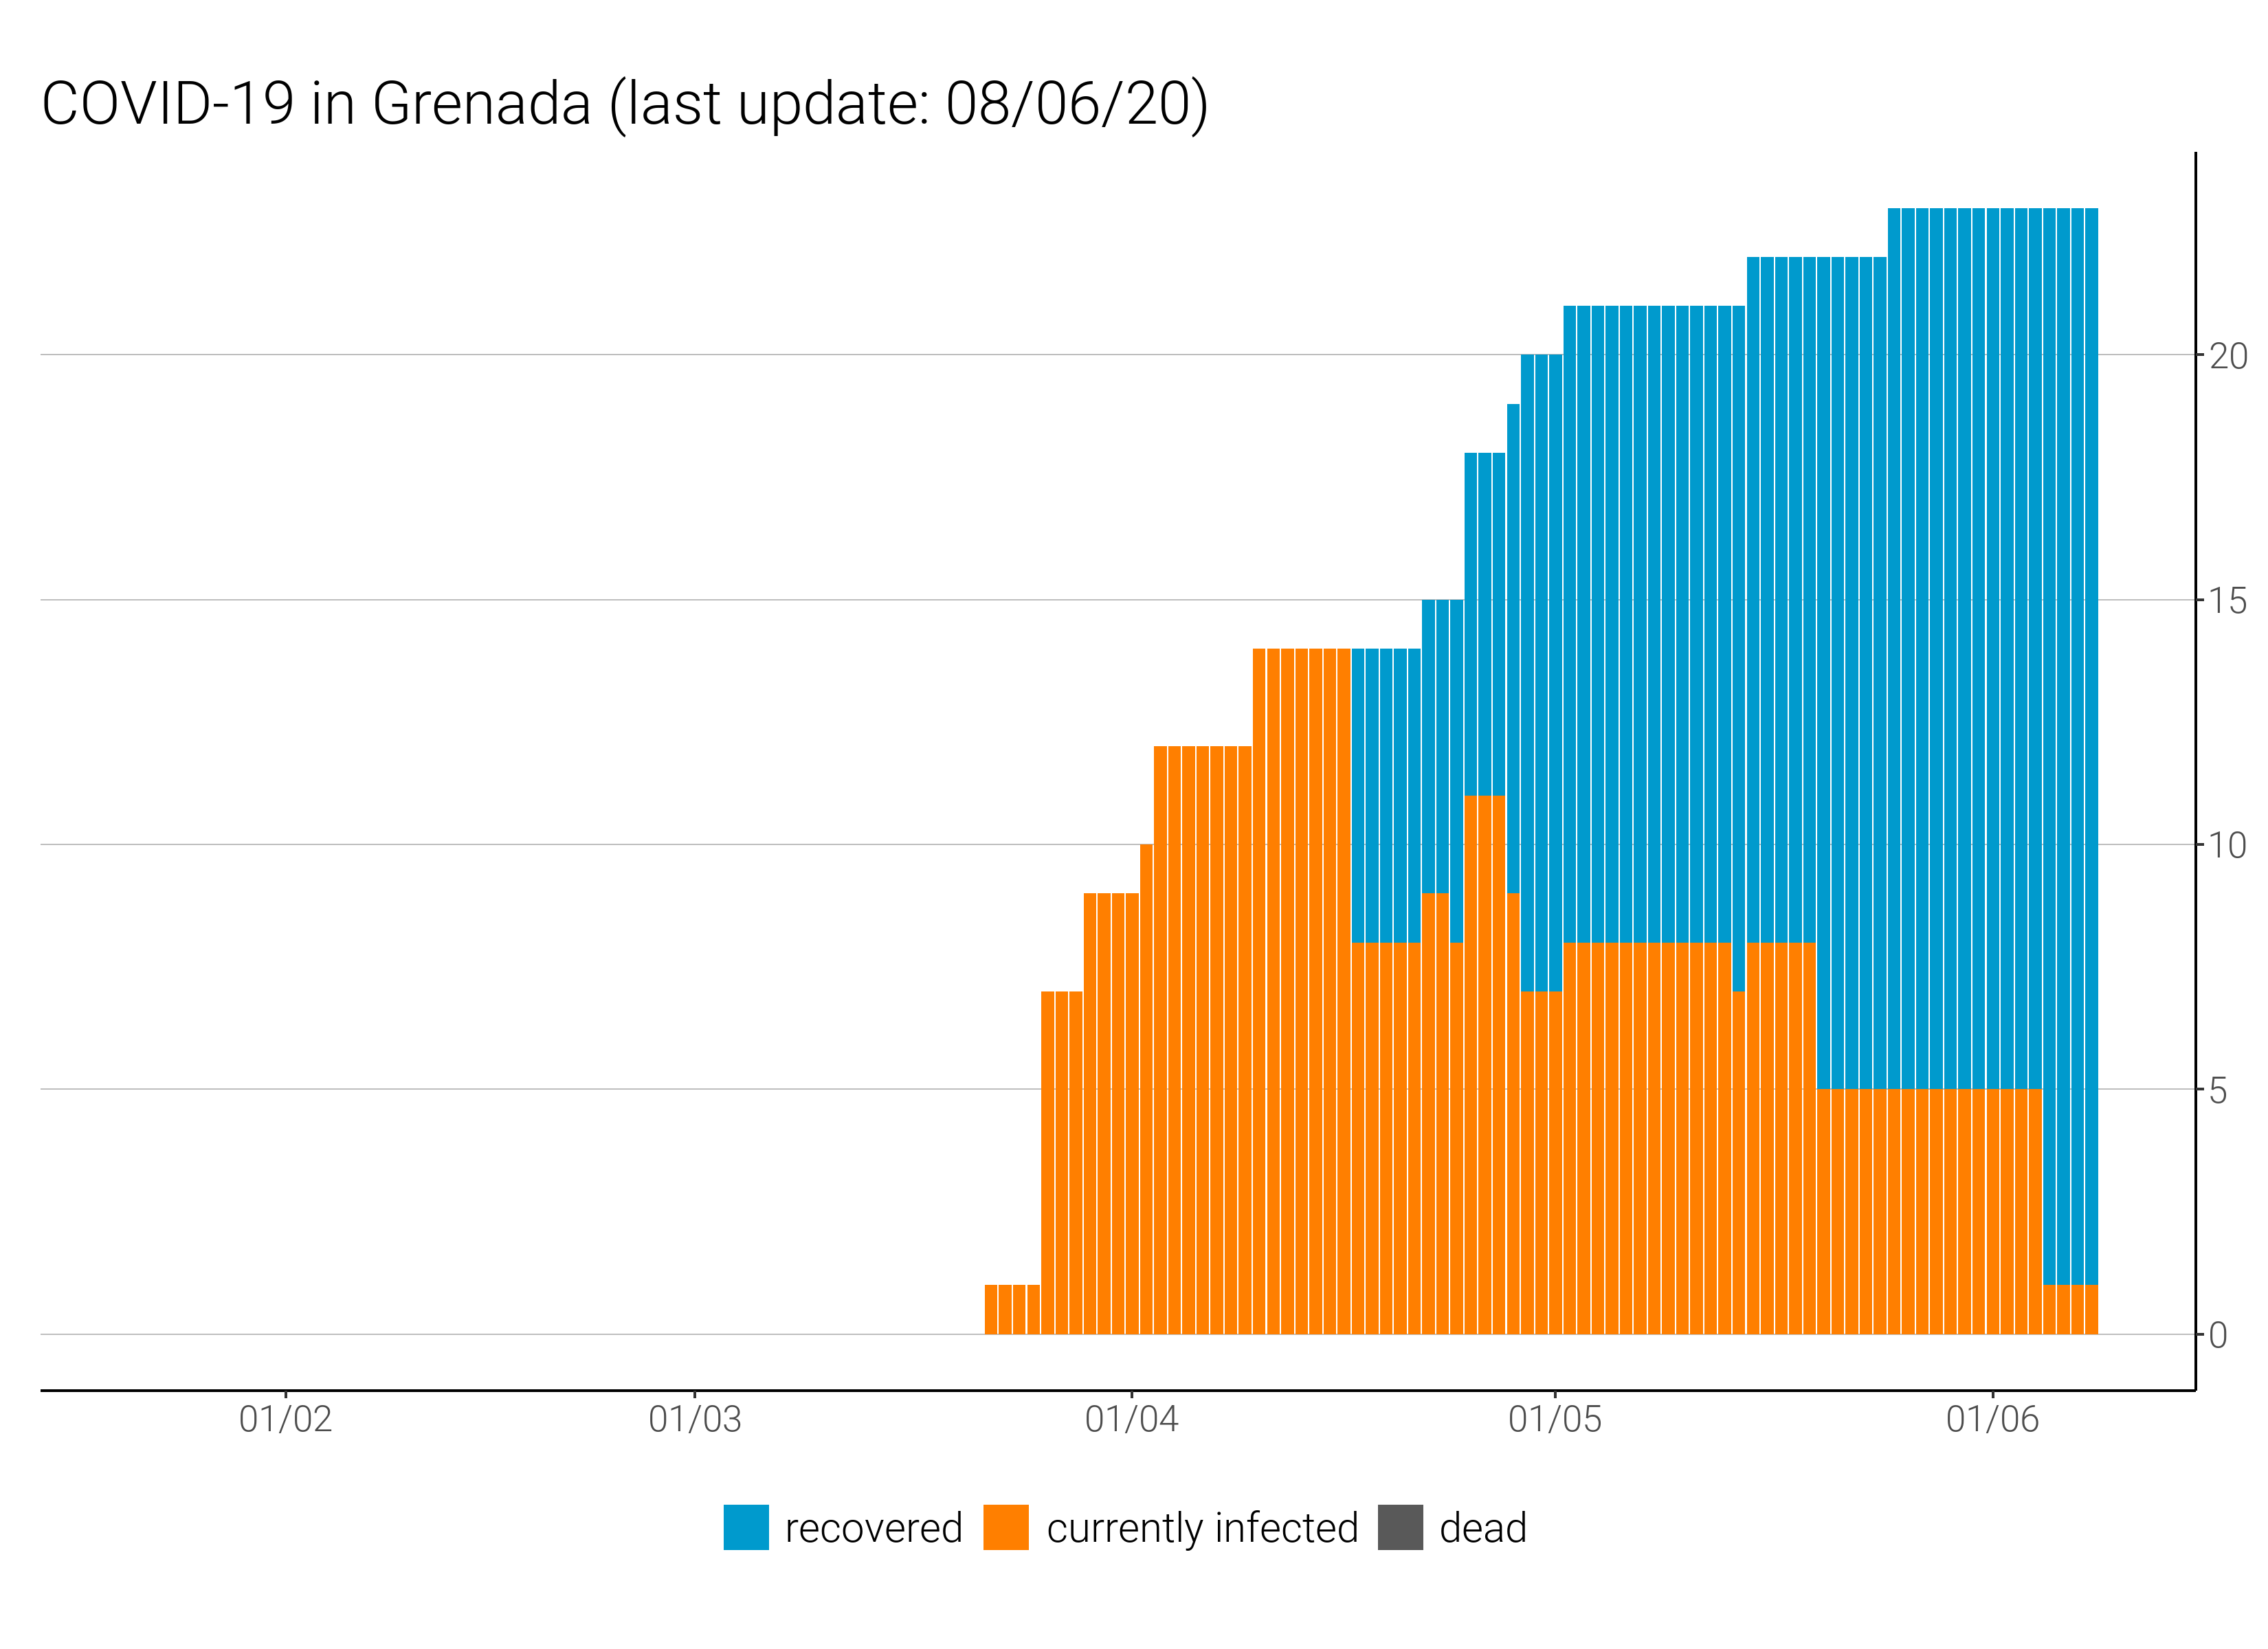 COVID-19 in Grenada (last update: 08/06/20)
20
15
10
5
0
01/02 01/03 01/04 01/05 01/06
recovered currently infected dead